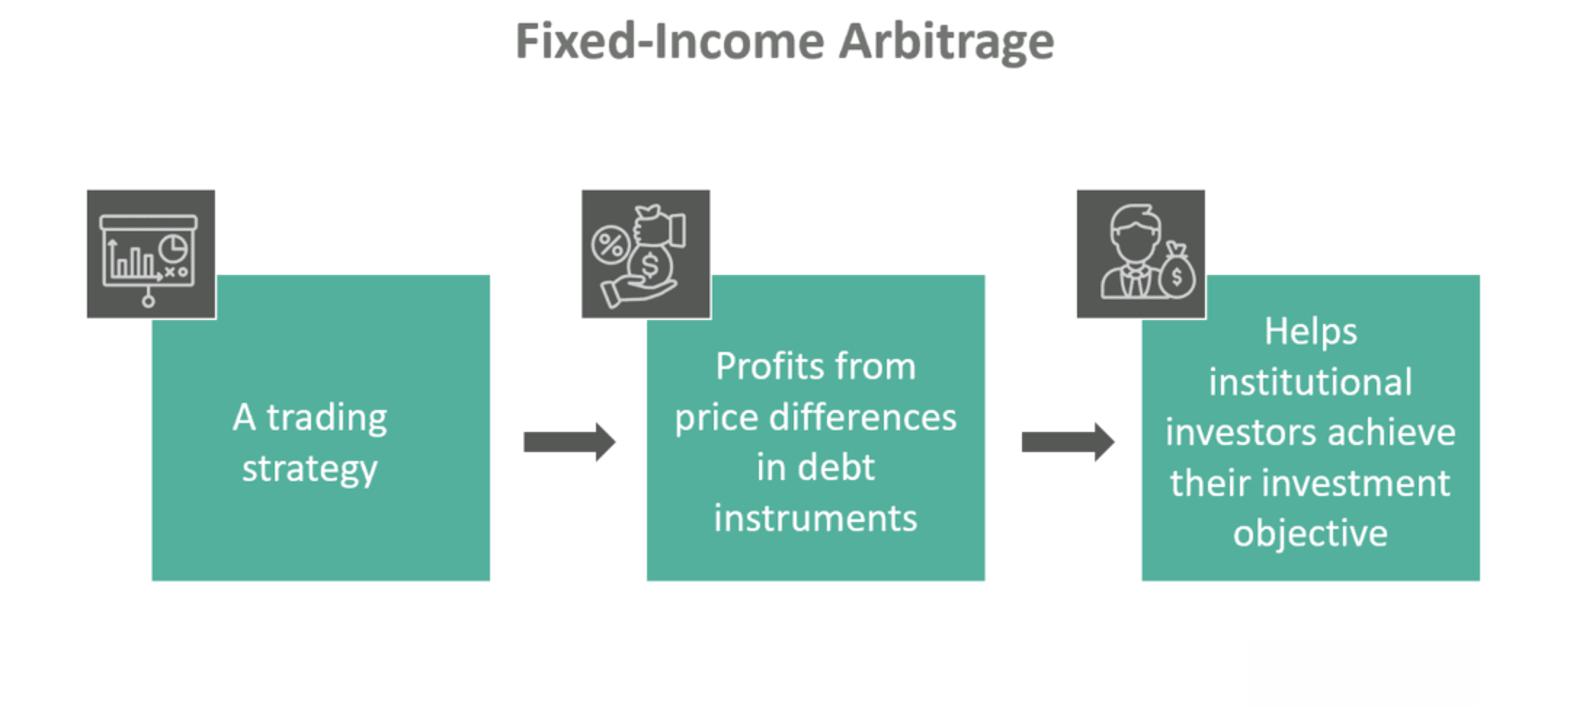 Fixed-Income Arbitrage
A trading
strategy
Profits from
price differences
in debt
instruments
Helps
institutional
investors achieve
their investment
objective